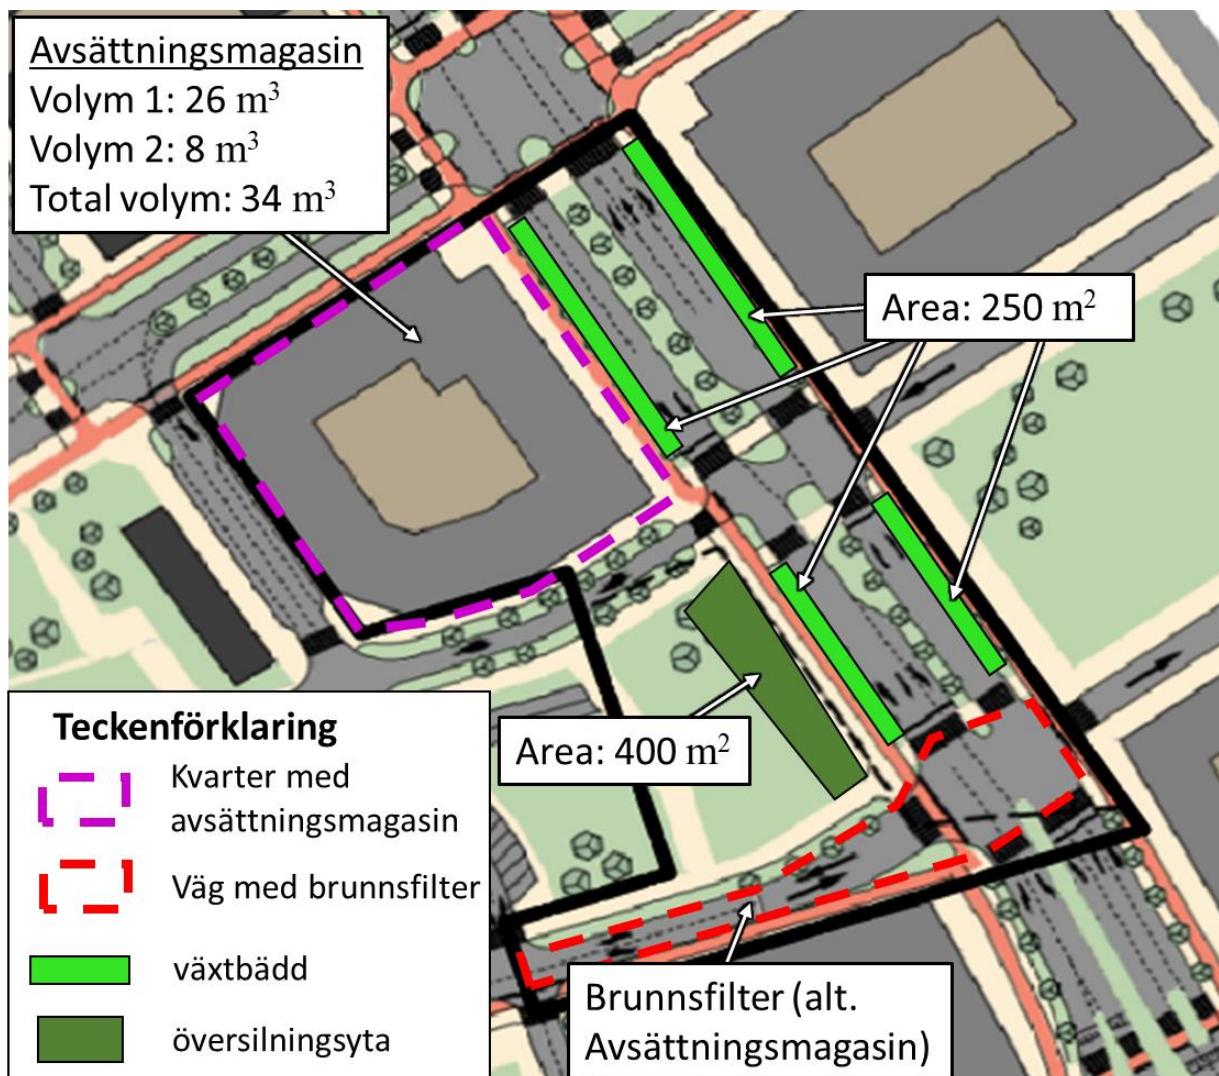 Avsättningsmagasin
Volym 1: 26 m³
Volym 2: 8 m³
Total volym: 34 m³
Area: 250 m²
Area: 400 m²
Teckenförklaring
Kvarter med
avsättningsmagasin
Väg med brunnsfilter
växtbädd
översilningsyta
Brunnsfilter (alt.
Avsättningsmagasin)